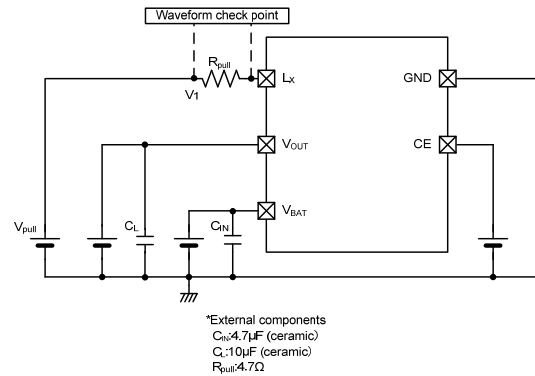 Waveform check point
Rpull
V1
LX
GND
VOUT
CE
Vpull
CL
CIN
VBAT
*External components
CIN:4.7μF (ceramic)
CL:10μF (ceramic)
Rpull:4.7Ω